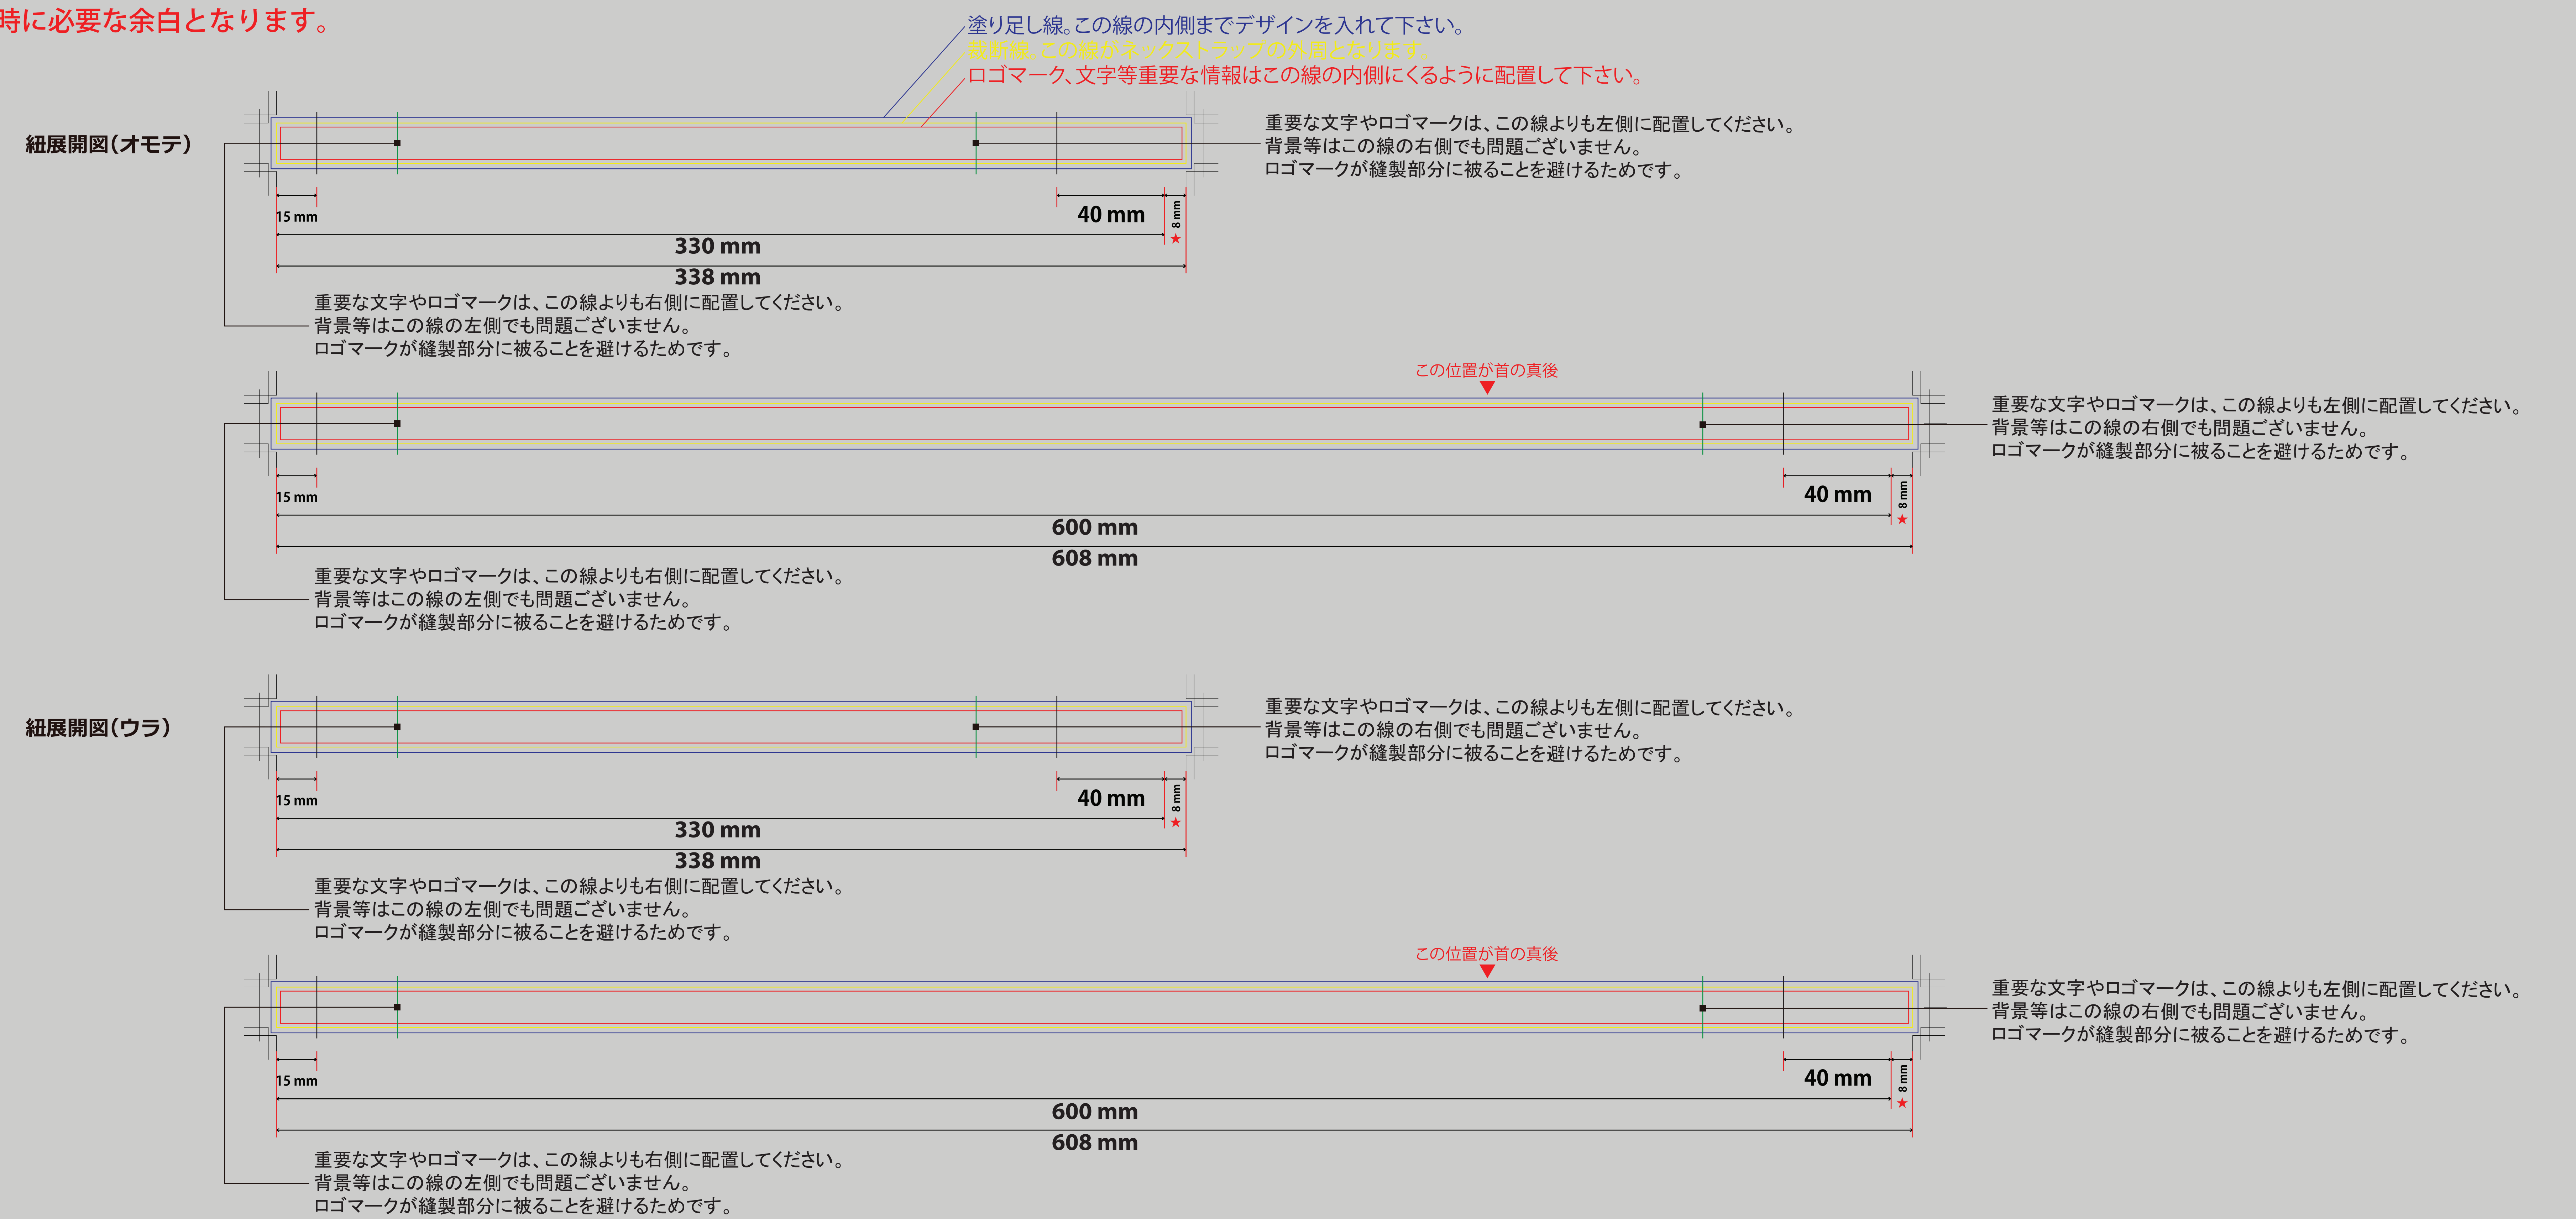 時に必要な余白となります。
塗り足し線。この線の内側までデザインを入れて下さい。
裁断線。この線がネックストラップの外周となります。
ロゴマーク、文字等重要な情報はこの線の内側にくるように配置して下さい。
紐展開図(オモテ)
重要な文字やロゴマークは、この線よりも左側に配置してください。
背景等はこの線の右側でも問題ございません。
ロゴマークが縫製部分に被ることを避けるためです。
15 mm
40 mm
8 mm
★
330 mm
338 mm
重要な文字やロゴマークは、この線よりも右側に配置してください。
背景等はこの線の左側でも問題ございません。
ロゴマークが縫製部分に被ることを避けるためです。
この位置が首の真後
重要な文字やロゴマークは、この線よりも左側に配置してください。
背景等はこの線の右側でも問題ございません。
ロゴマークが縫製部分に被ることを避けるためです。
15 mm
40 mm
8 mm
★
600 mm
608 mm
重要な文字やロゴマークは、この線よりも右側に配置してください。
背景等はこの線の左側でも問題ございません。
ロゴマークが縫製部分に被ることを避けるためです。
紐展開図(ウラ)
重要な文字やロゴマークは、この線よりも左側に配置してください。
背景等はこの線の右側でも問題ございません。
ロゴマークが縫製部分に被ることを避けるためです。
15 mm
40 mm
8 mm
★
330 mm
338 mm
重要な文字やロゴマークは、この線よりも右側に配置してください。
背景等はこの線の左側でも問題ございません。
ロゴマークが縫製部分に被ることを避けるためです。
この位置が首の真後
重要な文字やロゴマークは、この線よりも左側に配置してください。
背景等はこの線の右側でも問題ございません。
ロゴマークが縫製部分に被ることを避けるためです。
15 mm
40 mm
8 mm
★
600 mm
608 mm
重要な文字やロゴマークは、この線よりも右側に配置してください。
背景等はこの線の左側でも問題ございません。
ロゴマークが縫製部分に被ることを避けるためです。